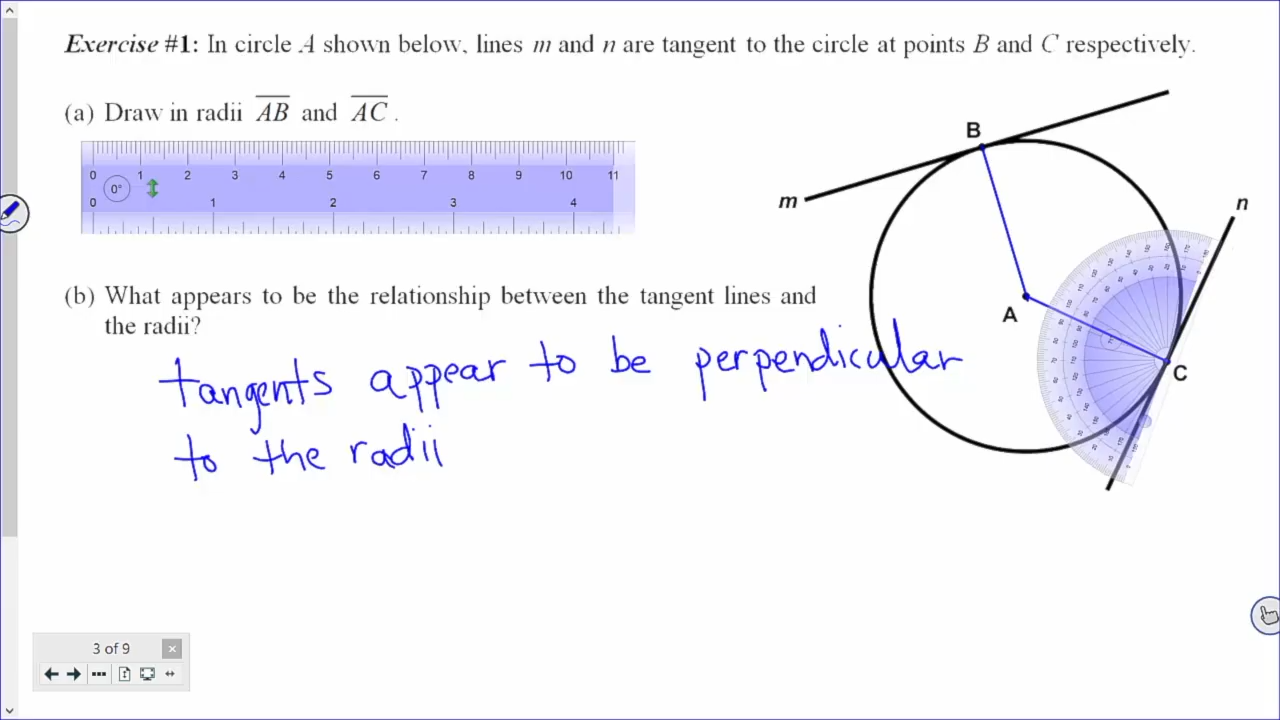 Exercise #1: In circle A shown below, lines m and n are tangent to the circle at points B and C respectively.
(a) Draw in radii AB and AC .
0 1 2 3 4 5 6 7 8 9 10 11
0°
0 1 2 3 4
B
m
n
A
C
(b) What appears to be the relationship between the tangent lines and
the radii?
tangents appear to be perpendicular
to the radii
3 of 9